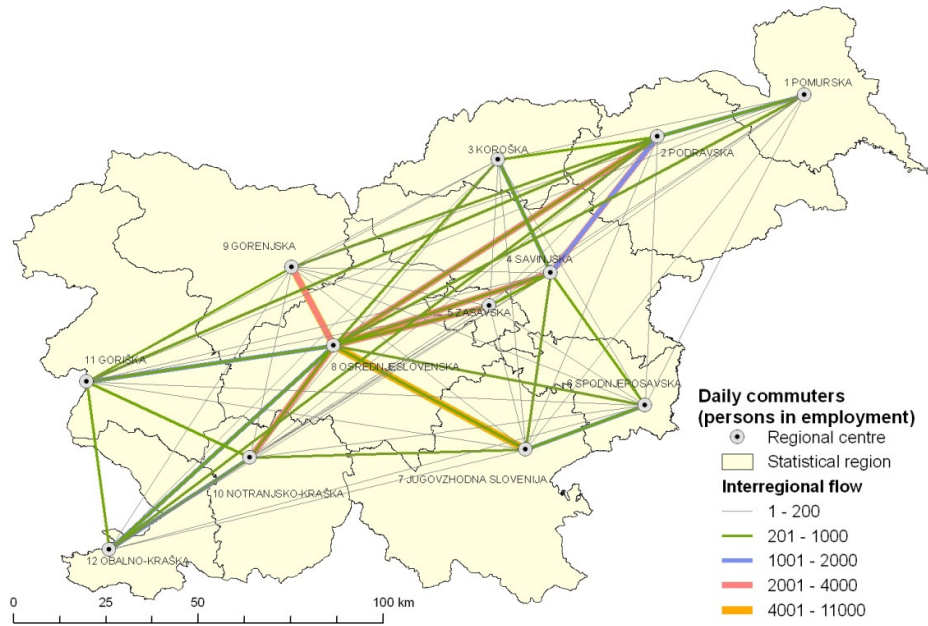 1 POMURSKA
2 PODRAVSKA
3 KOROŠKA
9 GORENJSKA
4 SAVINJSKA
5 ZASAVSKA
11 GORIŠKA
8 OSREDNJESLOVENSKA
6 SPODNJEPOSAVSKA
7 JUGOVZHODNA SLOVENIJA
10 NOTRANJSKO-KRAŠKA
12 OBALNO-KRAŠKA
Daily commuters
(persons in employment)
Regional centre
Statistical region
Interregional flow
1 - 200
201 - 1000
1001 - 2000
2001 - 4000
4001 - 11000
0 25 50 100 km